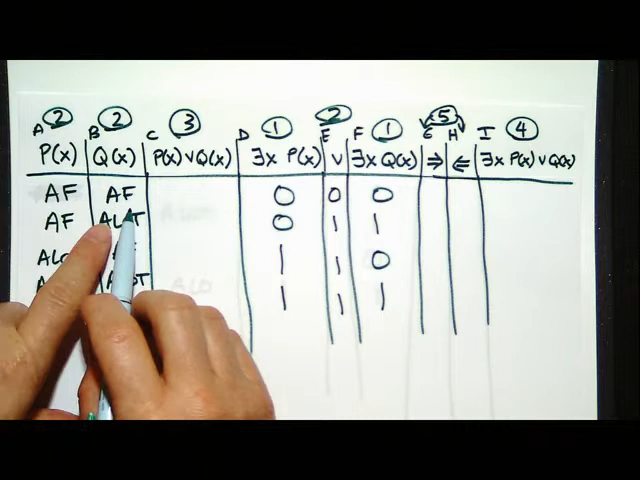 ② ② ③ ① ② ① ⑤ ④
A B C D E F G H I
P(x) Q(x) P(x) ∨ Q(x) ∃x P(x) ∨ ∃x Q(x) ⇒ ⇐ ∃x P(x) ∨ Q(x)
AF AF 0 0 0
AF ALOT 0 1 1
1 1 0
1 1 1